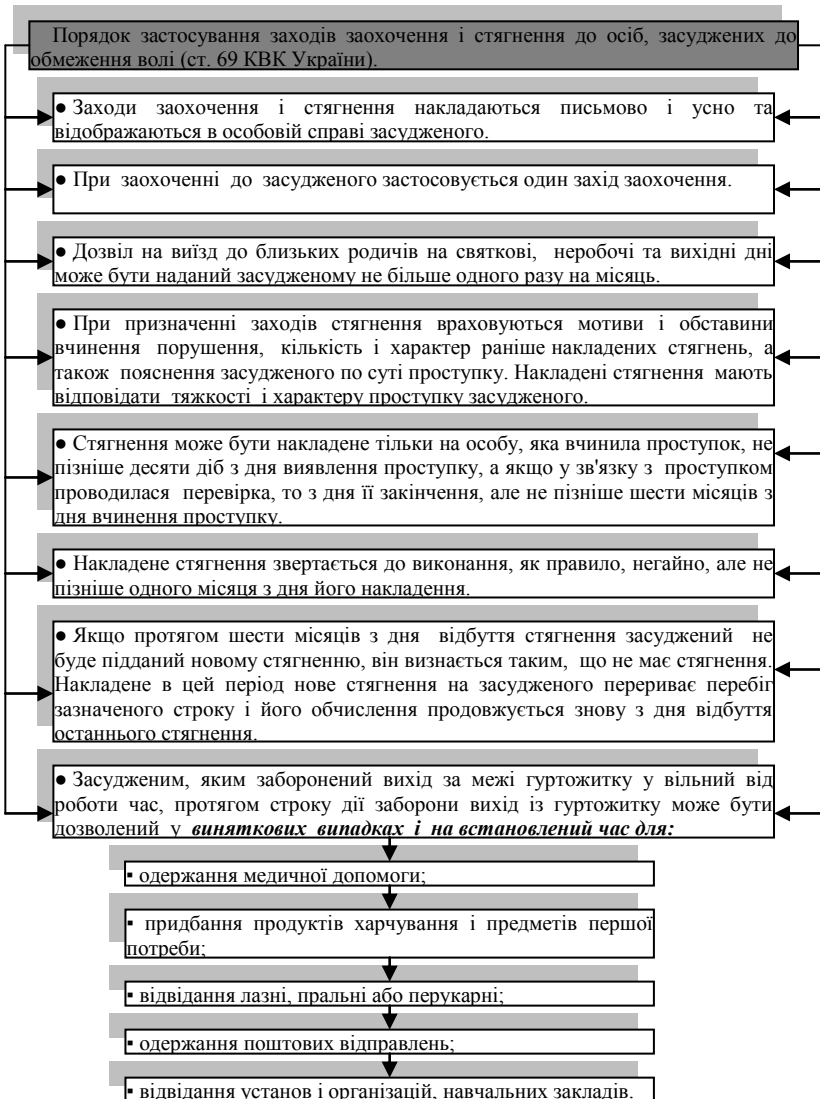 Порядок застосування заходів заохочення і стягнення до осіб, засуджених до
обмеження волі (ст. 69 КВК України).
● Заходи заохочення і стягнення накладаються письмово і усно та
відображаються в особовій справі засудженого.
● При заохоченні до засудженого застосовується один захід заохочення.
● Дозвіл на виїзд до близьких родичів на святкові, неробочі та вихідні дні
може бути наданий засудженому не більше одного разу на місяць.
● При призначенні заходів стягнення враховуються мотиви і обставини
вчинення порушення, кількість і характер раніше накладених стягнень, а
також пояснення засудженого по суті проступку. Накладені стягнення мають
відповідати тяжкості і характеру проступку засудженого.
● Стягнення може бути накладене тільки на особу, яка вчинила проступок, не
пізніше десяти діб з дня виявлення проступку, а якщо у зв'язку з проступком
проводилася перевірка, то з дня її закінчення, але не пізніше шести місяців з
дня вчинення проступку.
● Накладене стягнення звертається до виконання, як правило, негайно, але не
пізніше одного місяця з дня його накладення.
● Якщо протягом шести місяців з дня відбуття стягнення засуджений не
буде підданий новому стягненню, він визнається таким, що не має стягнення.
Накладене в цей період нове стягнення на засудженого перериває перебіг
зазначеного строку і його обчислення продовжується знову з дня відбуття
останнього стягнення.
● Засудженим, яким заборонений вихід за межі гуртожитку у вільний від
роботи час, протягом строку дії заборони вихід із гуртожитку може бути
дозволений у виняткових випадках і на встановлений час для:
▪ одержання медичної допомоги;
▪ придбання продуктів харчування і предметів першої
потреби;
▪ відвідання лазні, пральні або перукарні;
▪ одержання поштових відправлень;
▪ відвідання установ і організацій, навчальних закладів.